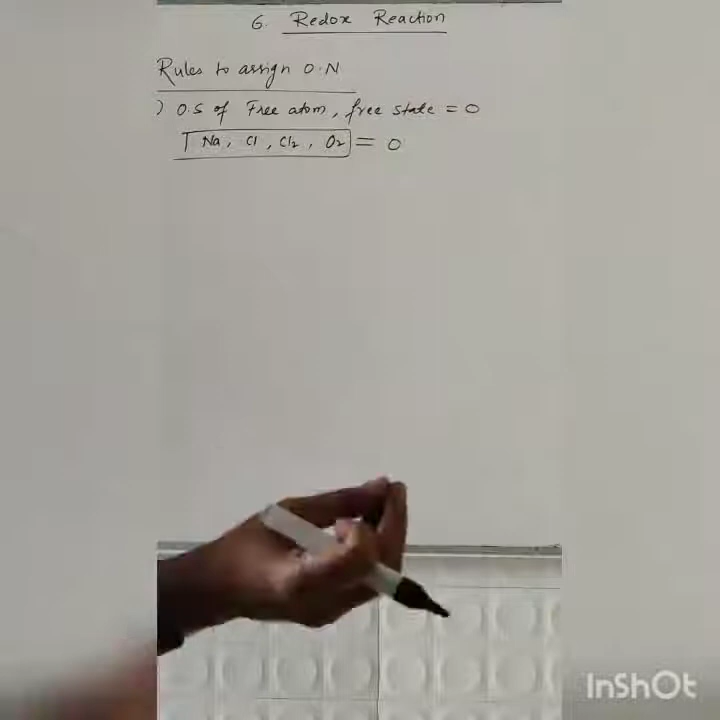 6. Redox Reaction
Rules to assign O.N
) O.S of Free atom, free state = 0
Na, Cl, Cl2, O2 = 0
InShOt